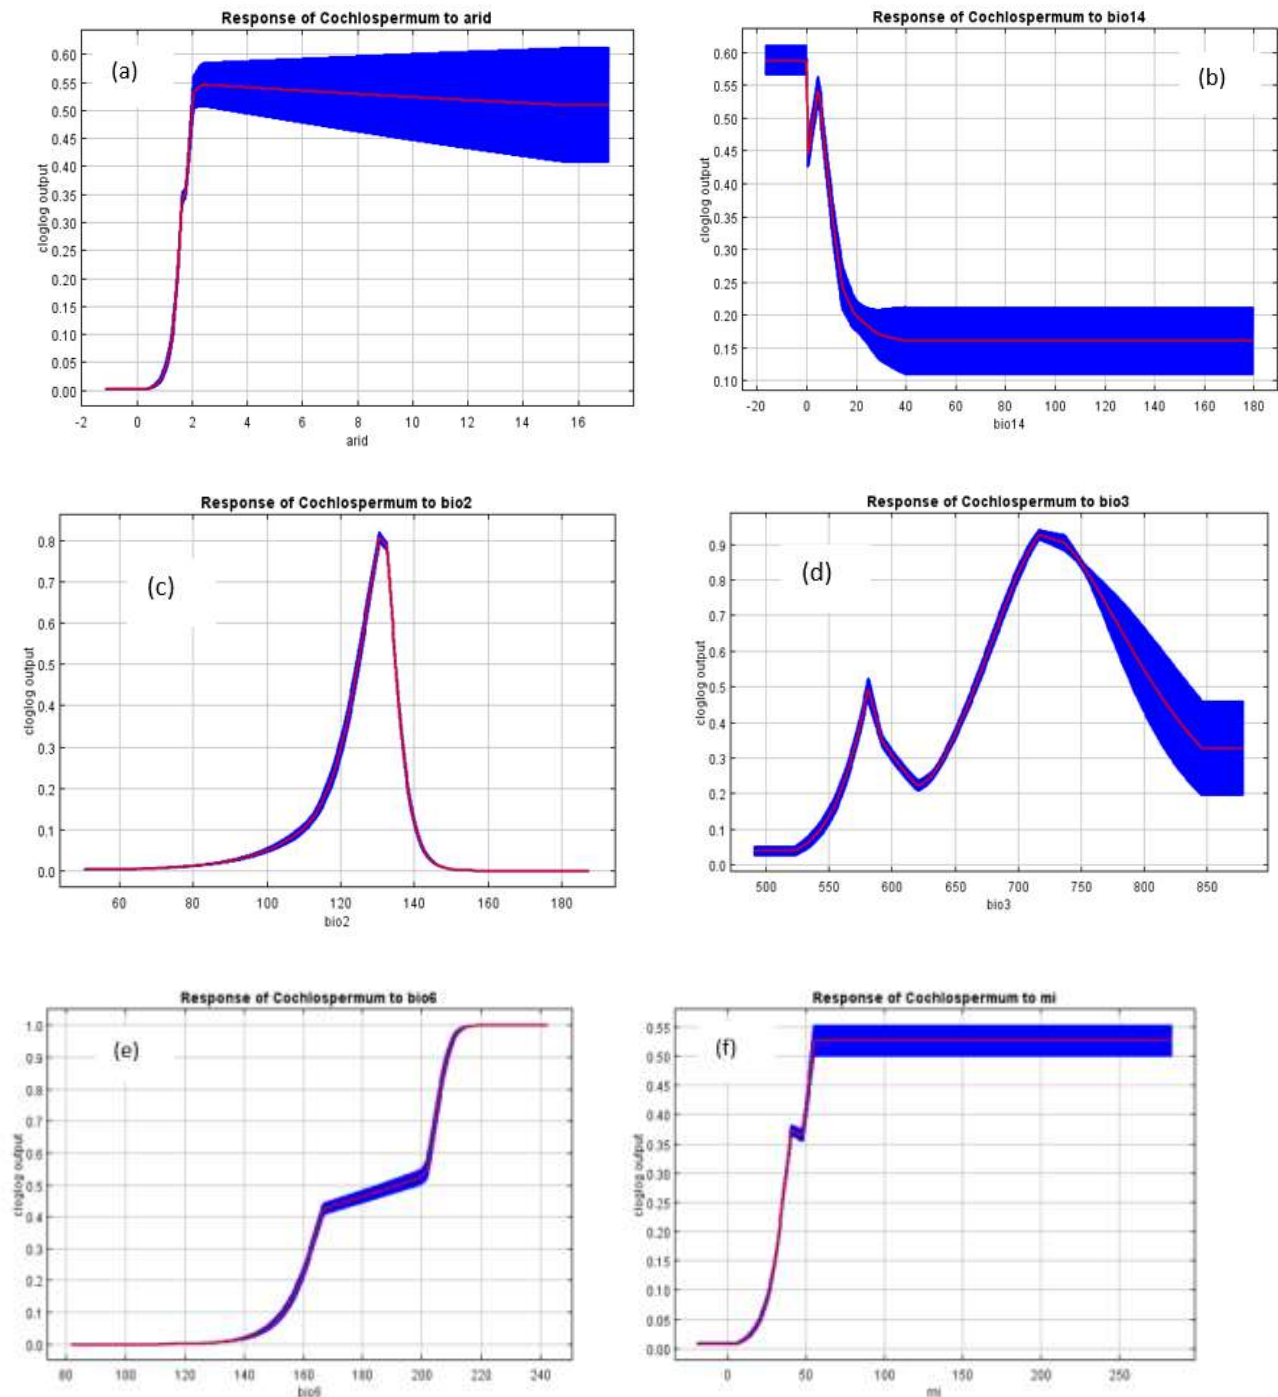 Response of Cochlospermum to arid
(a)
cloglog output
0.60
0.55
0.50
0.45
0.40
0.35
0.30
0.25
0.20
0.15
0.10
0.05
0.00
-2 0 2 4 6 8 10 12 14 16
arid
Response of Cochlospermum to bio14
(b)
cloglog output
0.60
0.55
0.50
0.45
0.40
0.35
0.30
0.25
0.20
0.15
0.10
-20 0 20 40 60 80 100 120 140 160 180
bio14
Response of Cochlospermum to bio2
(c)
cloglog output
0.8
0.7
0.6
0.5
0.4
0.3
0.2
0.1
0.0
60 80 100 120 140 160 180
bio2
Response of Cochlospermum to bio3
(d)
cloglog output
0.9
0.8
0.7
0.6
0.5
0.4
0.3
0.2
0.1
0.0
500 550 600 650 700 750 800 850
bio3
Response of Cochlospermum to bio6
(e)
cloglog output
1.0
0.9
0.8
0.7
0.6
0.5
0.4
0.3
0.2
0.1
0.0
80 100 120 140 160 180 200 220 240
bio6
Response of Cochlospermum to mi
(f)
cloglog output
0.55
0.50
0.45
0.40
0.35
0.30
0.25
0.20
0.15
0.10
0.05
0.00
0 50 100 150 200 250
mi